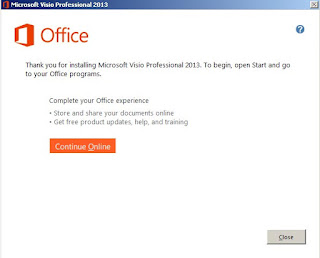 Microsoft Visio Professional 2013
Office
Thank you for installing Microsoft Visio Professional 2013. To begin, open Start and go
to your Office programs.
Complete your Office experience
• Store and share your documents online
• Get free product updates, help, and training
Continue Online
Close